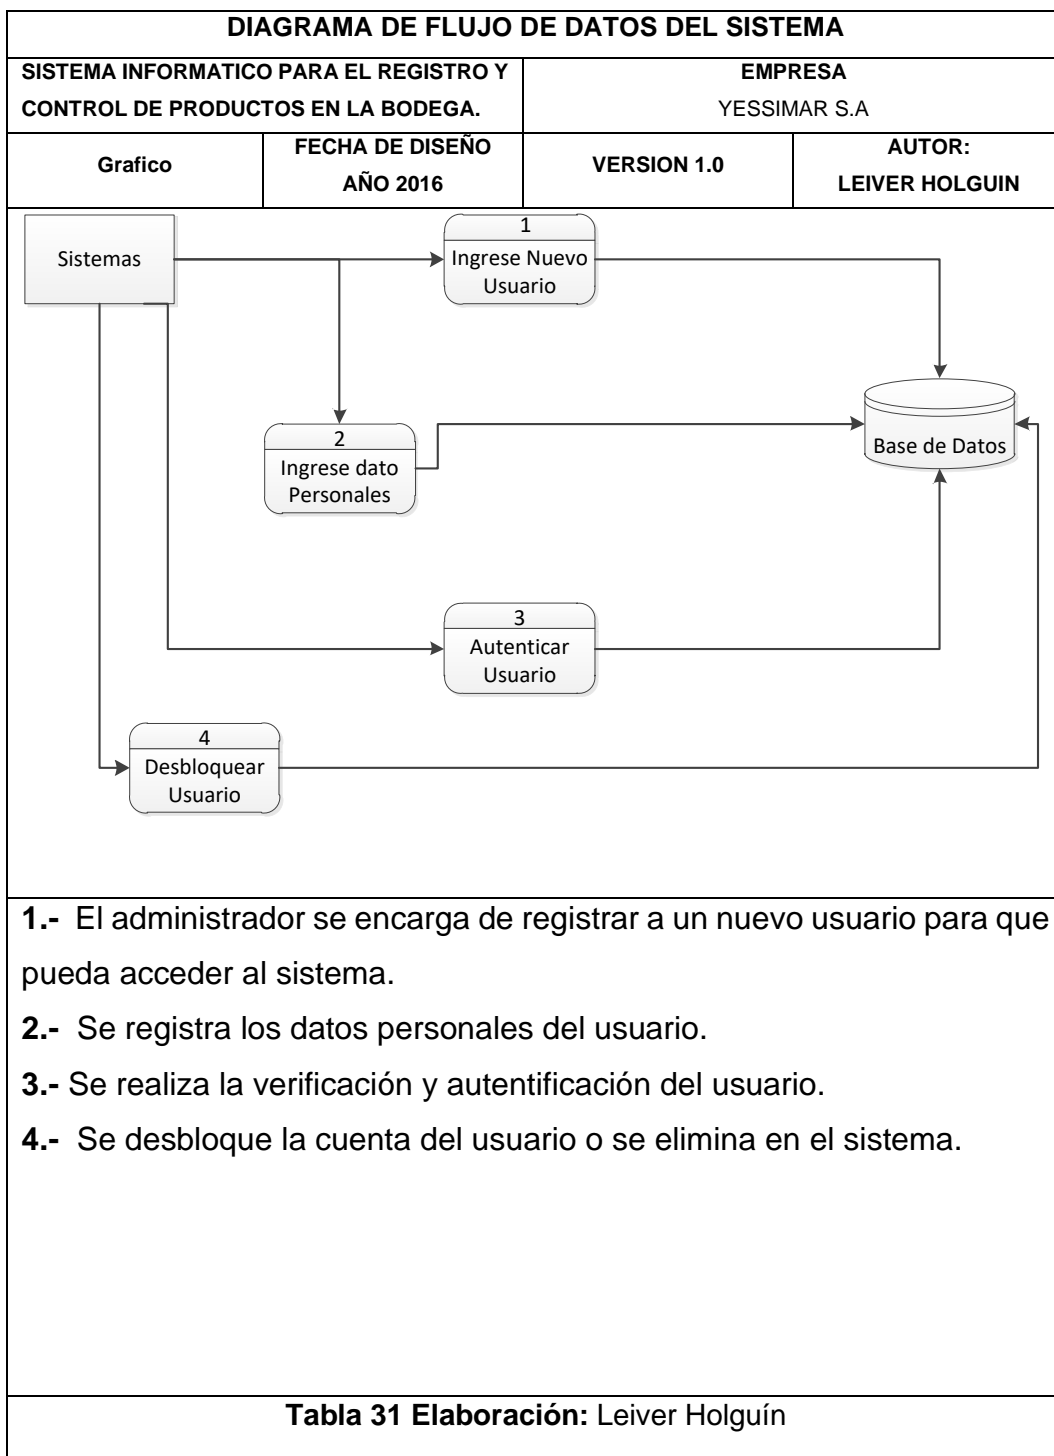 DIAGRAMA DE FLUJO DE DATOS DEL SISTEMA
SISTEMA INFORMATICO PARA EL REGISTRO Y
CONTROL DE PRODUCTOS EN LA BODEGA.
EMPRESA
YESSIMAR S.A
Grafico
FECHA DE DISEÑO
AÑO 2016
VERSION 1.0
AUTOR:
LEIVER HOLGUIN
Sistemas
1
Ingrese Nuevo
Usuario
2
Ingrese dato
Personales
Base de Datos
3
Autenticar
Usuario
4
Desbloquear
Usuario
1.- El administrador se encarga de registrar a un nuevo usuario para que
pueda acceder al sistema.
2.- Se registra los datos personales del usuario.
3.- Se realiza la verificación y autentificación del usuario.
4.- Se desbloque la cuenta del usuario o se elimina en el sistema.
Tabla 31 Elaboración: Leiver Holguín